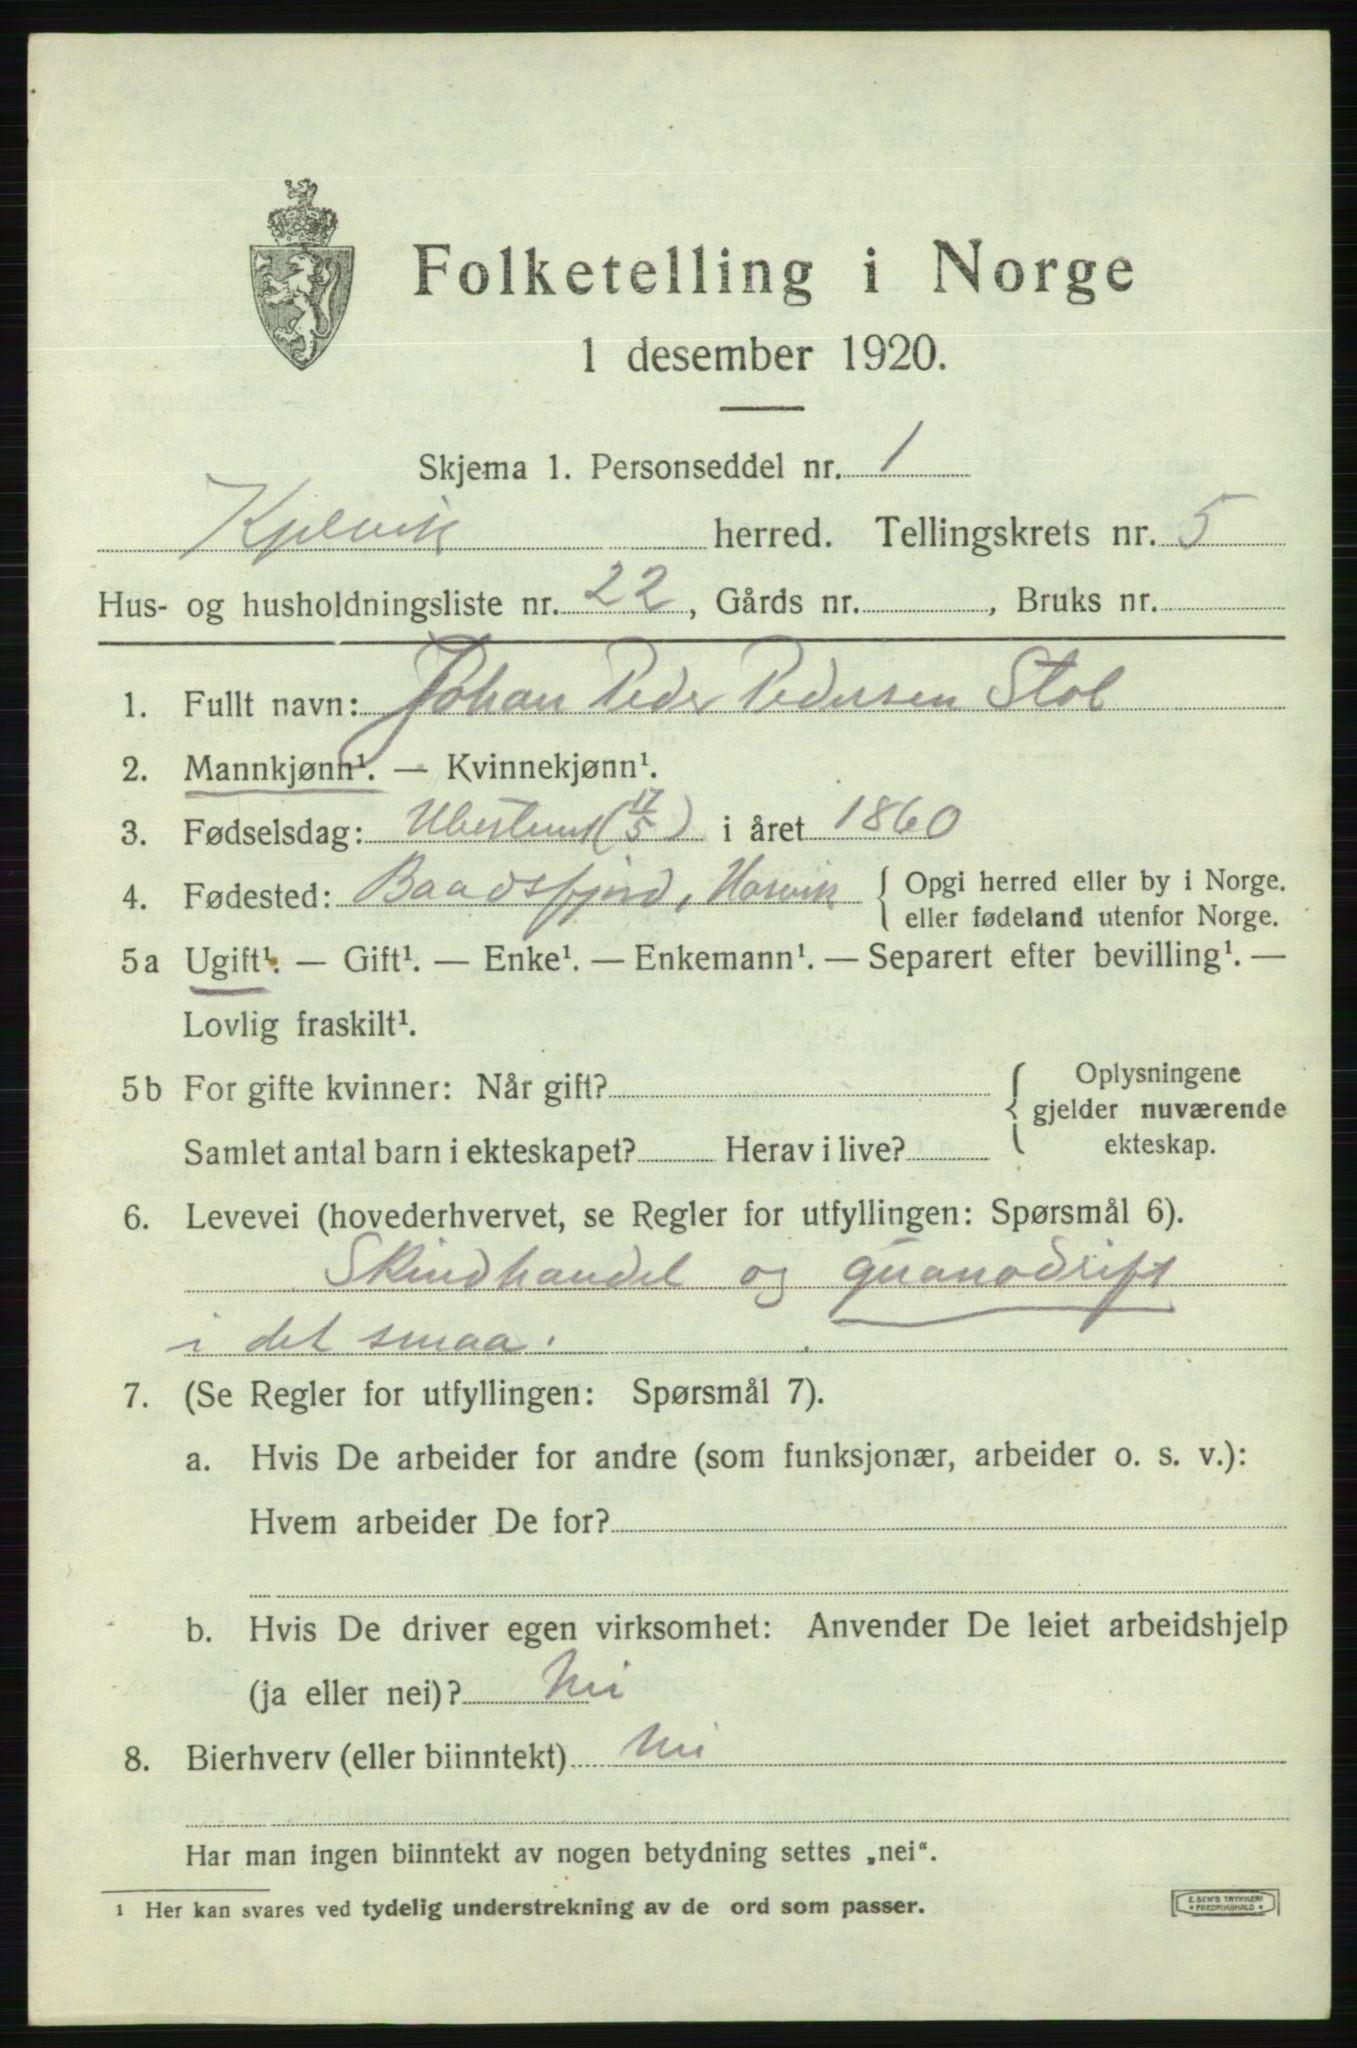 Folketelling i Norge
1 desember 1920.
Skjema 1. Personseddel nr. 1
Kjelvik herred. Tellingskrets nr. 5
Hus- og husholdningsliste nr. 22, Gårds nr. , Bruks nr.
1. Fullt navn: Johan Peder Pedersen Stol
2. Mannkjønn¹. — Kvinnekjønn¹.
3. Fødselsdag: Ubestemt (17/5) i året 1860
4. Fødested: Baadsfjord, Hasvik { Opgi herred eller by i Norge.
eller fødeland utenfor Norge.
5a Ugift¹. — Gift¹. — Enke¹. — Enkemann¹. — Separert efter bevilling¹. —
Lovlig fraskilt¹.
5b For gifte kvinner: Når gift? { Oplysningene
gjelder nuværende
ekteskap.
Samlet antal barn i ekteskapet? Herav i live?
6. Levevei (hovederhvervet, se Regler for utfyllingen: Spørsmål 6).
Skindhandel og guanodrift
i det smaa.
7. (Se Regler for utfyllingen: Spørsmål 7).
a. Hvis De arbeider for andre (som funksjonær, arbeider o. s. v.):
Hvem arbeider De for?
b. Hvis De driver egen virksomhet: Anvender De leiet arbeidshjelp
(ja eller nei)? Nei
8. Bierhverv (eller biinntekt) Nei
Har man ingen biinntekt av nogen betydning settes „nei“.
¹ Her kan svares ved tydelig understrekning av de ord som passer.
E. SEM'S TRYKKERI
FREDRIKSHALD